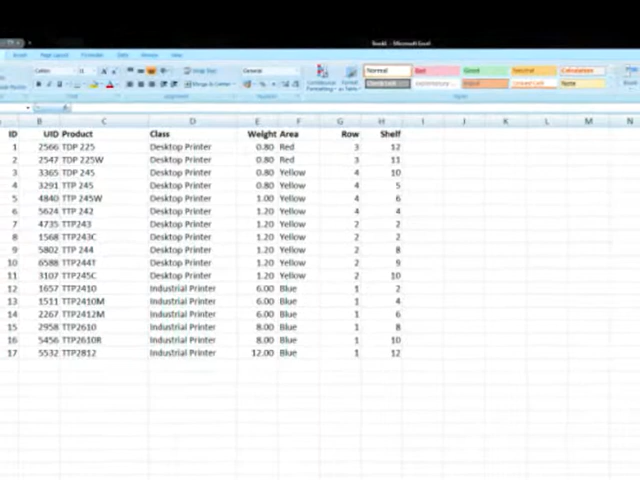 Book1 - Microsoft Excel
Calibri 11 General Normal Bad Good Neutral Calculation
Check Cell Note
Alignment
B C D E F G H I J K L M N
ID UID Product Class Weight Area Row Shelf
1 2566 TDP 225 Desktop Printer 0.80 Red 3 12
2 2547 TDP 225W Desktop Printer 0.80 Red 3 11
3 3365 TDP 245 Desktop Printer 0.80 Yellow 4 10
4 3291 TTP 245 Desktop Printer 0.80 Yellow 4 5
5 4840 TTP 245W Desktop Printer 1.00 Yellow 4 6
6 5624 TTP 242 Desktop Printer 1.20 Yellow 4 4
7 4735 TTP243 Desktop Printer 1.20 Yellow 2 2
8 1568 TTP243C Desktop Printer 1.20 Yellow 2 2
9 5802 TTP 244 Desktop Printer 1.20 Yellow 2 8
10 6588 TTP244T Desktop Printer 1.20 Yellow 2 9
11 3107 TTP245C Desktop Printer 1.20 Yellow 2 10
12 1657 TTP2410 Industrial Printer 6.00 Blue 1 2
13 1511 TTP2410M Industrial Printer 6.00 Blue 1 4
14 2267 TTP2412M Industrial Printer 6.00 Blue 1 6
15 2958 TTP2610 Industrial Printer 8.00 Blue 1 8
16 5456 TTP2610R Industrial Printer 8.00 Blue 1 10
17 5532 TTP2812 Industrial Printer 12.00 Blue 1 12